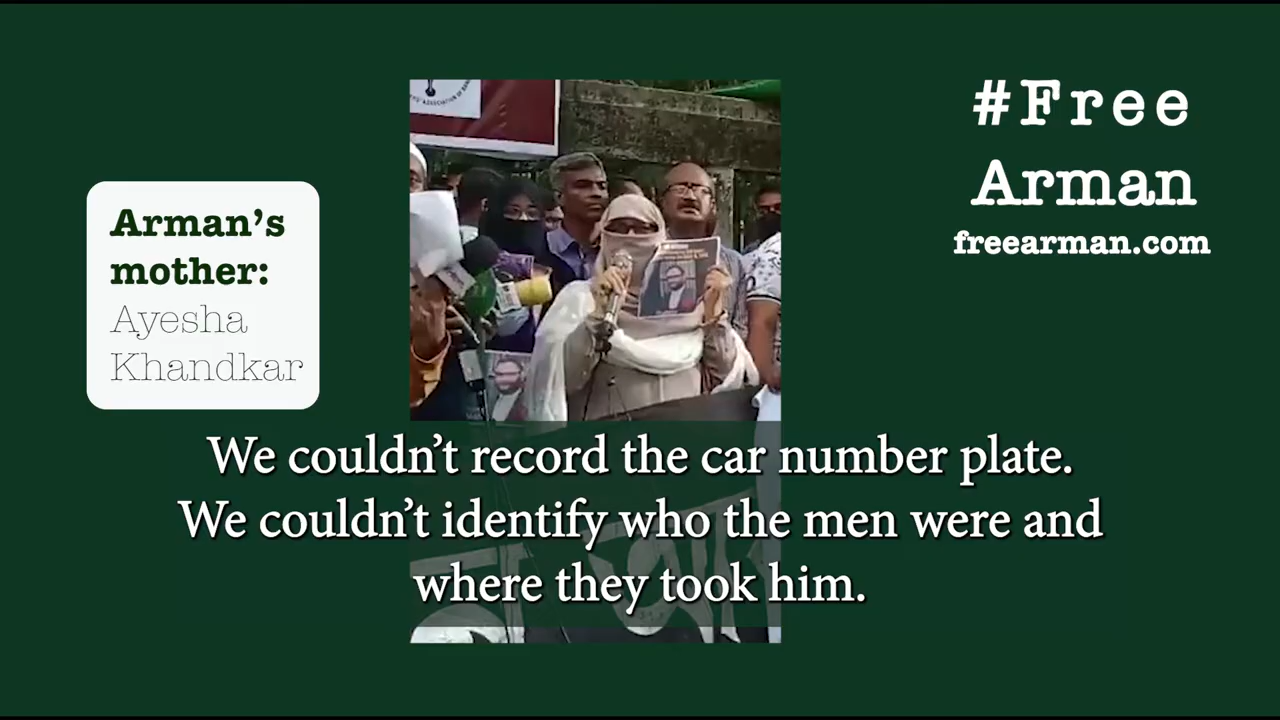 #Free
Arman
freearman.com
Arman’s
mother:
Ayesha
Khandkar
We couldn’t record the car number plate.
We couldn’t identify who the men were and
where they took him.